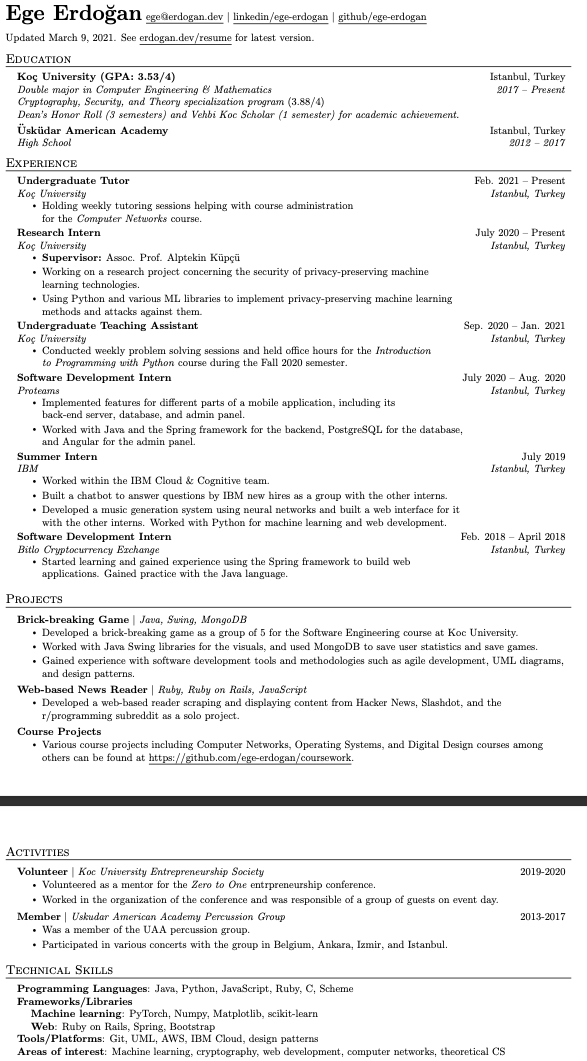 Ege Erdoğan ege@erdogan.dev | linkedin/ege-erdogan | github/ege-erdogan
Updated March 9, 2021. See erdogan.dev/resume for latest version.
Education
Koç University (GPA: 3.53/4) Istanbul, Turkey
Double major in Computer Engineering & Mathematics 2017 – Present
Cryptography, Security, and Theory specialization program (3.88/4)
Dean's Honor Roll (3 semesters) and Vehbi Koc Scholar (1 semester) for academic achievement.
Üsküdar American Academy Istanbul, Turkey
High School 2012 – 2017
Experience
Undergraduate Tutor Feb. 2021 – Present
Koç University Istanbul, Turkey
• Holding weekly tutoring sessions helping with course administration
for the Computer Networks course.
Research Intern July 2020 – Present
Koç University Istanbul, Turkey
• Supervisor: Assoc. Prof. Alptekin Küpçü
• Working on a research project concerning the security of privacy-preserving machine
learning technologies.
• Using Python and various ML libraries to implement privacy-preserving machine learning
methods and attacks against them.
Undergraduate Teaching Assistant Sep. 2020 – Jan. 2021
Koç University Istanbul, Turkey
• Conducted weekly problem solving sessions and held office hours for the Introduction
to Programming with Python course during the Fall 2020 semester.
Software Development Intern July 2020 – Aug. 2020
Proteams Istanbul, Turkey
• Implemented features for different parts of a mobile application, including its
back-end server, database, and admin panel.
• Worked with Java and the Spring framework for the backend, PostgreSQL for the database,
and Angular for the admin panel.
Summer Intern July 2019
IBM Istanbul, Turkey
• Worked within the IBM Cloud & Cognitive team.
• Built a chatbot to answer questions by IBM new hires as a group with the other interns.
• Developed a music generation system using neural networks and built a web interface for it
with the other interns. Worked with Python for machine learning and web development.
Software Development Intern Feb. 2018 – April 2018
Bitlo Cryptocurrency Exchange Istanbul, Turkey
• Started learning and gained experience using the Spring framework to build web
applications. Gained practice with the Java language.
Projects
Brick-breaking Game | Java, Swing, MongoDB
• Developed a brick-breaking game as a group of 5 for the Software Engineering course at Koc University.
• Worked with Java Swing libraries for the visuals, and used MongoDB to save user statistics and save games.
• Gained experience with software development tools and methodologies such as agile development, UML diagrams,
and design patterns.
Web-based News Reader | Ruby, Ruby on Rails, JavaScript
• Developed a web-based reader scraping and displaying content from Hacker News, Slashdot, and the
r/programming subreddit as a solo project.
Course Projects
• Various course projects including Computer Networks, Operating Systems, and Digital Design courses among
others can be found at https://github.com/ege-erdogan/coursework.
Activities
Volunteer | Koc University Entrepreneurship Society 2019-2020
• Volunteered as a mentor for the Zero to One entrpreneurship conference.
• Worked in the organization of the conference and was responsible of a group of guests on event day.
Member | Uskudar American Academy Percussion Group 2013-2017
• Was a member of the UAA percussion group.
• Participated in various concerts with the group in Belgium, Ankara, Izmir, and Istanbul.
Technical Skills
Programming Languages: Java, Python, JavaScript, Ruby, C, Scheme
Frameworks/Libraries
Machine learning: PyTorch, Numpy, Matplotlib, scikit-learn
Web: Ruby on Rails, Spring, Bootstrap
Tools/Platforms: Git, UML, AWS, IBM Cloud, design patterns
Areas of interest: Machine learning, cryptography, web development, computer networks, theoretical CS